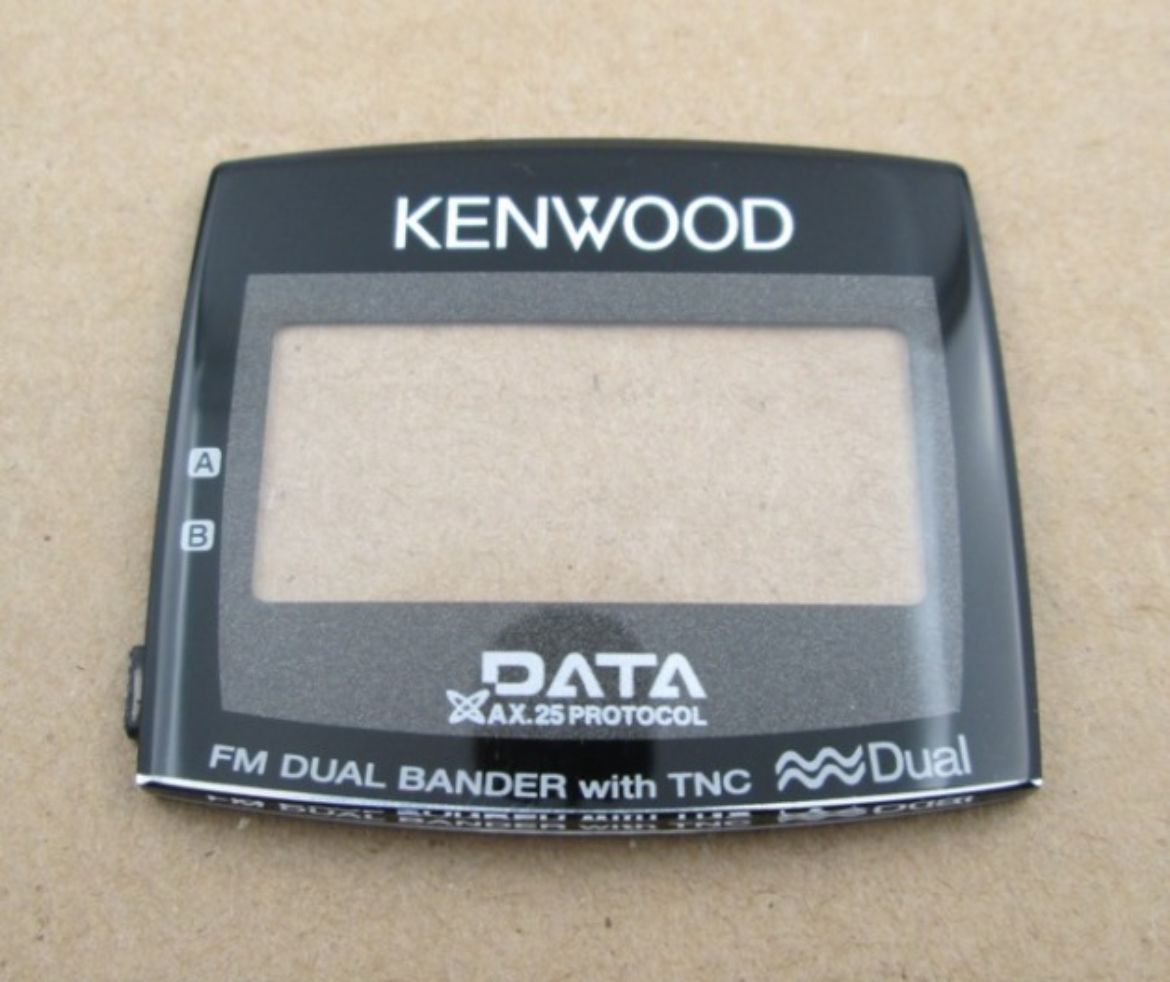 KENWOOD
A
B
DATA
AX.25 PROTOCOL
FM DUAL BANDER with TNC Dual